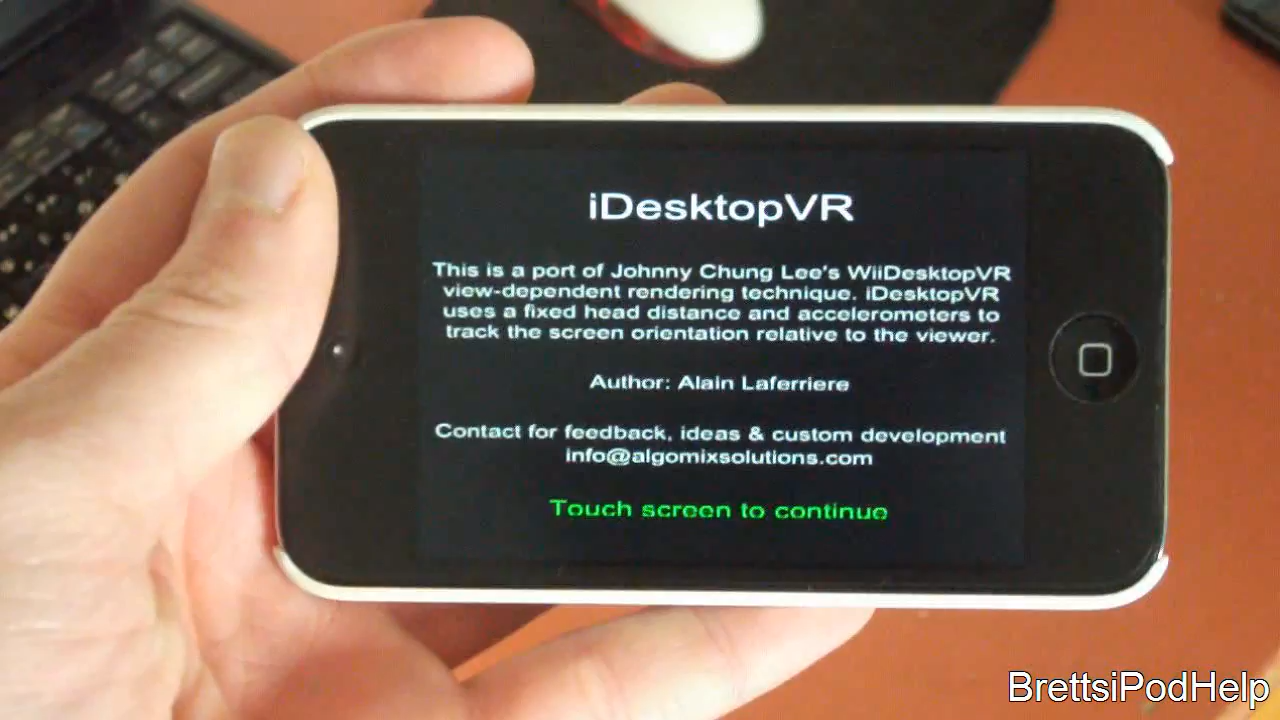 iDesktopVR
This is a port of Johnny Chung Lee's WiiDesktopVR
view-dependent rendering technique. iDesktopVR
uses a fixed head distance and accelerometers to
track the screen orientation relative to the viewer.
Author: Alain Laferriere
Contact for feedback, ideas & custom development
info@algomixsolutions.com
Touch screen to continue
BrettsiPodHelp